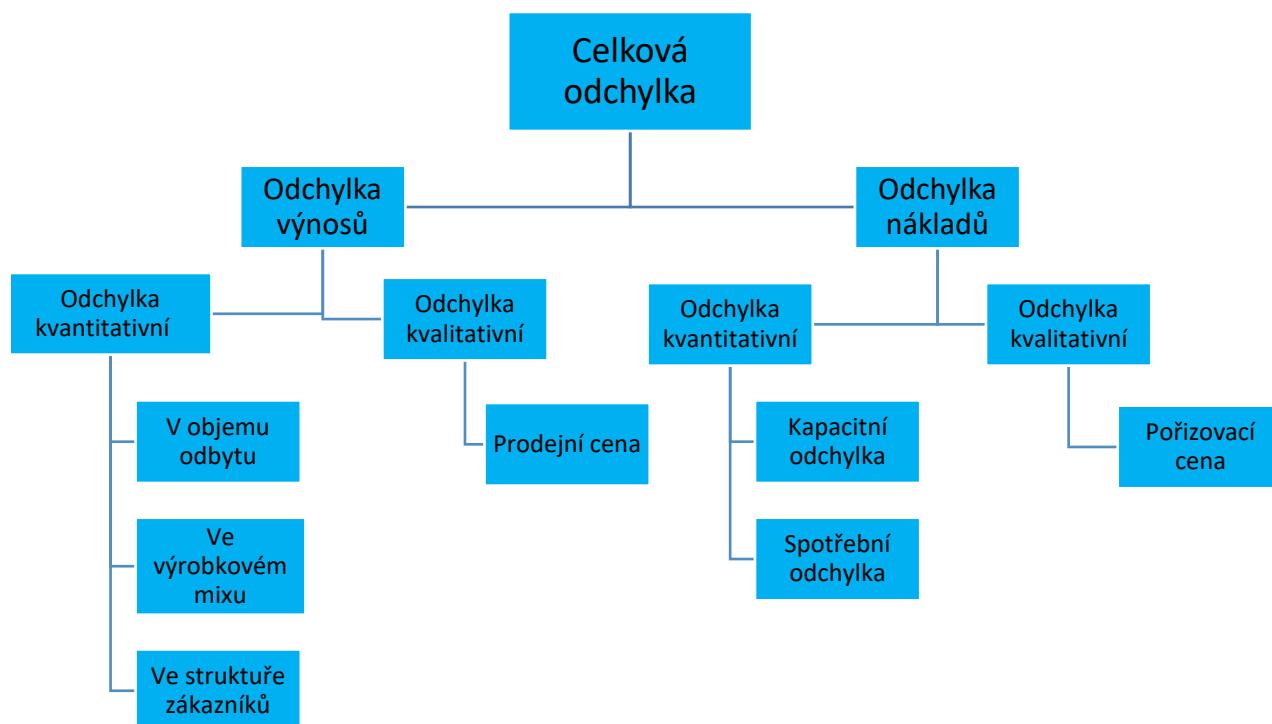 Celková
odchylka
Odchylka
výnosů
Odchylka
nákladů
Odchylka
kvantitativní
Odchylka
kvalitativní
Odchylka
kvantitativní
Odchylka
kvalitativní
V objemu
odbytu
Prodejní cena
Kapacitní
odchylka
Pořizovací
cena
Ve
výrobkovém
mixu
Spotřební
odchylka
Ve struktuře
zákazníků